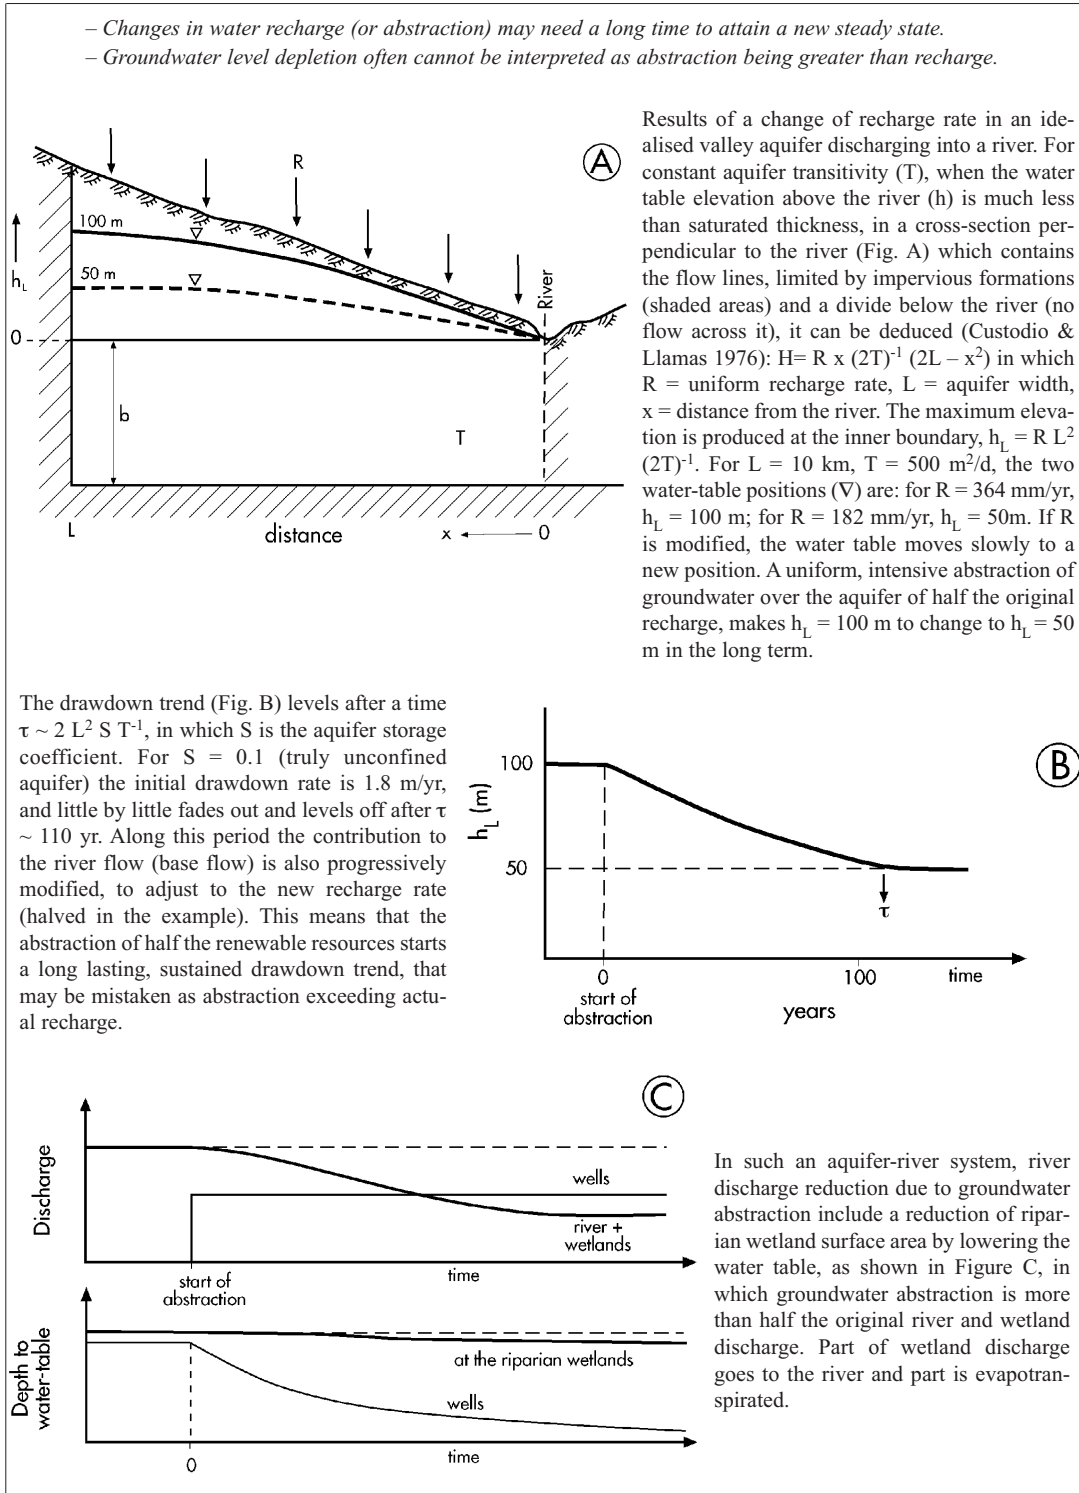 – Changes in water recharge (or abstraction) may need a long time to attain a new steady state.
– Groundwater level depletion often cannot be interpreted as abstraction being greater than recharge.
A
R
100 m
50 m
h_L
0
River
b
T
L
distance
x
0
Results of a change of recharge rate in an ide-
alised valley aquifer discharging into a river. For
constant aquifer transitivity (T), when the water
table elevation above the river (h) is much less
than saturated thickness, in a cross-section per-
pendicular to the river (Fig. A) which contains
the flow lines, limited by impervious formations
(shaded areas) and a divide below the river (no
flow across it), it can be deduced (Custodio &
Llamas 1976): H= R x (2T)⁻¹ (2L – x²) in which
R = uniform recharge rate, L = aquifer width,
x = distance from the river. The maximum eleva-
tion is produced at the inner boundary, h_L = R L²
(2T)⁻¹. For L = 10 km, T = 500 m²/d, the two
water-table positions (∇) are: for R = 364 mm/yr,
h_L = 100 m; for R = 182 mm/yr, h_L = 50m. If R
is modified, the water table moves slowly to a
new position. A uniform, intensive abstraction of
groundwater over the aquifer of half the original
recharge, makes h_L = 100 m to change to h_L = 50
m in the long term.
The drawdown trend (Fig. B) levels after a time
τ ~ 2 L² S T⁻¹, in which S is the aquifer storage
coefficient. For S = 0.1 (truly unconfined
aquifer) the initial drawdown rate is 1.8 m/yr,
and little by little fades out and levels off after τ
~ 110 yr. Along this period the contribution to
the river flow (base flow) is also progressively
modified, to adjust to the new recharge rate
(halved in the example). This means that the
abstraction of half the renewable resources starts
a long lasting, sustained drawdown trend, that
may be mistaken as abstraction exceeding actu-
al recharge.
B
h_L (m)
100
50
τ
0
100
time
start of
abstraction
years
C
Discharge
wells
river +
wetlands
start of
abstraction
time
Depth to
water-table
at the riparian wetlands
wells
0
time
In such an aquifer-river system, river
discharge reduction due to groundwater
abstraction include a reduction of ripar-
ian wetland surface area by lowering the
water table, as shown in Figure C, in
which groundwater abstraction is more
than half the original river and wetland
discharge. Part of wetland discharge
goes to the river and part is evapotran-
spirated.